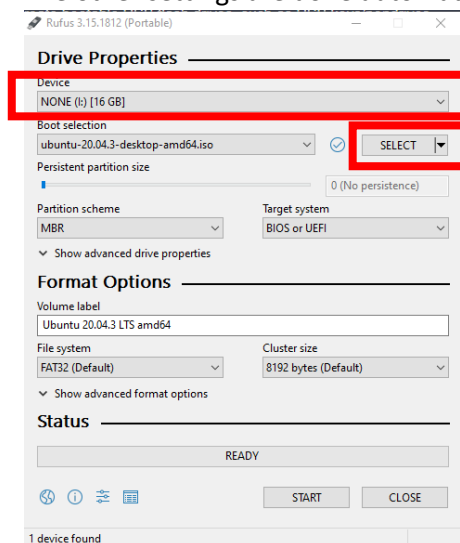 Rufus 3.15.1812 (Portable)
Drive Properties
Device
NONE (I:) [16 GB]
Boot selection
ubuntu-20.04.3-desktop-amd64.iso
SELECT
Persistent partition size
0 (No persistence)
Partition scheme
Target system
MBR
BIOS or UEFI
Show advanced drive properties
Format Options
Volume label
Ubuntu 20.04.3 LTS amd64
File system
Cluster size
FAT32 (Default)
8192 bytes (Default)
Show advanced format options
Status
READY
START
CLOSE
1 device found